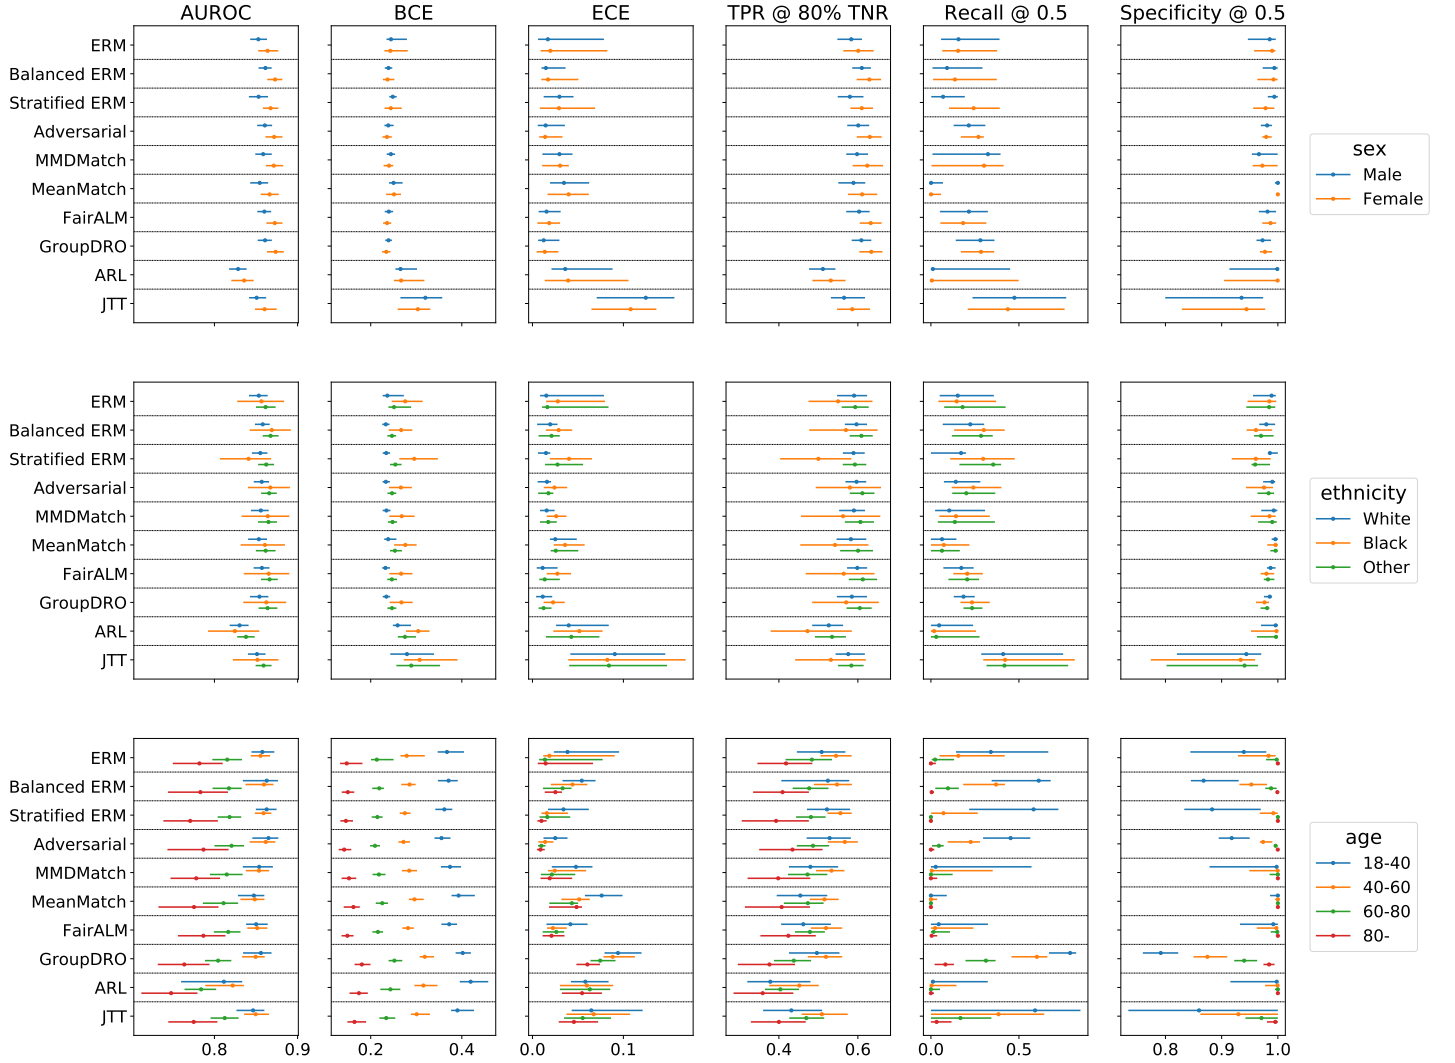 AUROC BCE ECE TPR @ 80% TNR Recall @ 0.5 Specificity @ 0.5
ERM
Balanced ERM
Stratified ERM
Adversarial
MMDMatch
MeanMatch
FairALM
GroupDRO
ARL
JTT
sex
Male
Female
ERM
Balanced ERM
Stratified ERM
Adversarial
MMDMatch
MeanMatch
FairALM
GroupDRO
ARL
JTT
ethnicity
White
Black
Other
ERM
Balanced ERM
Stratified ERM
Adversarial
MMDMatch
MeanMatch
FairALM
GroupDRO
ARL
JTT
age
18-40
40-60
60-80
80-
0.8 0.9 0.2 0.4 0.0 0.1 0.4 0.6 0.0 0.5 0.8 0.9 1.0